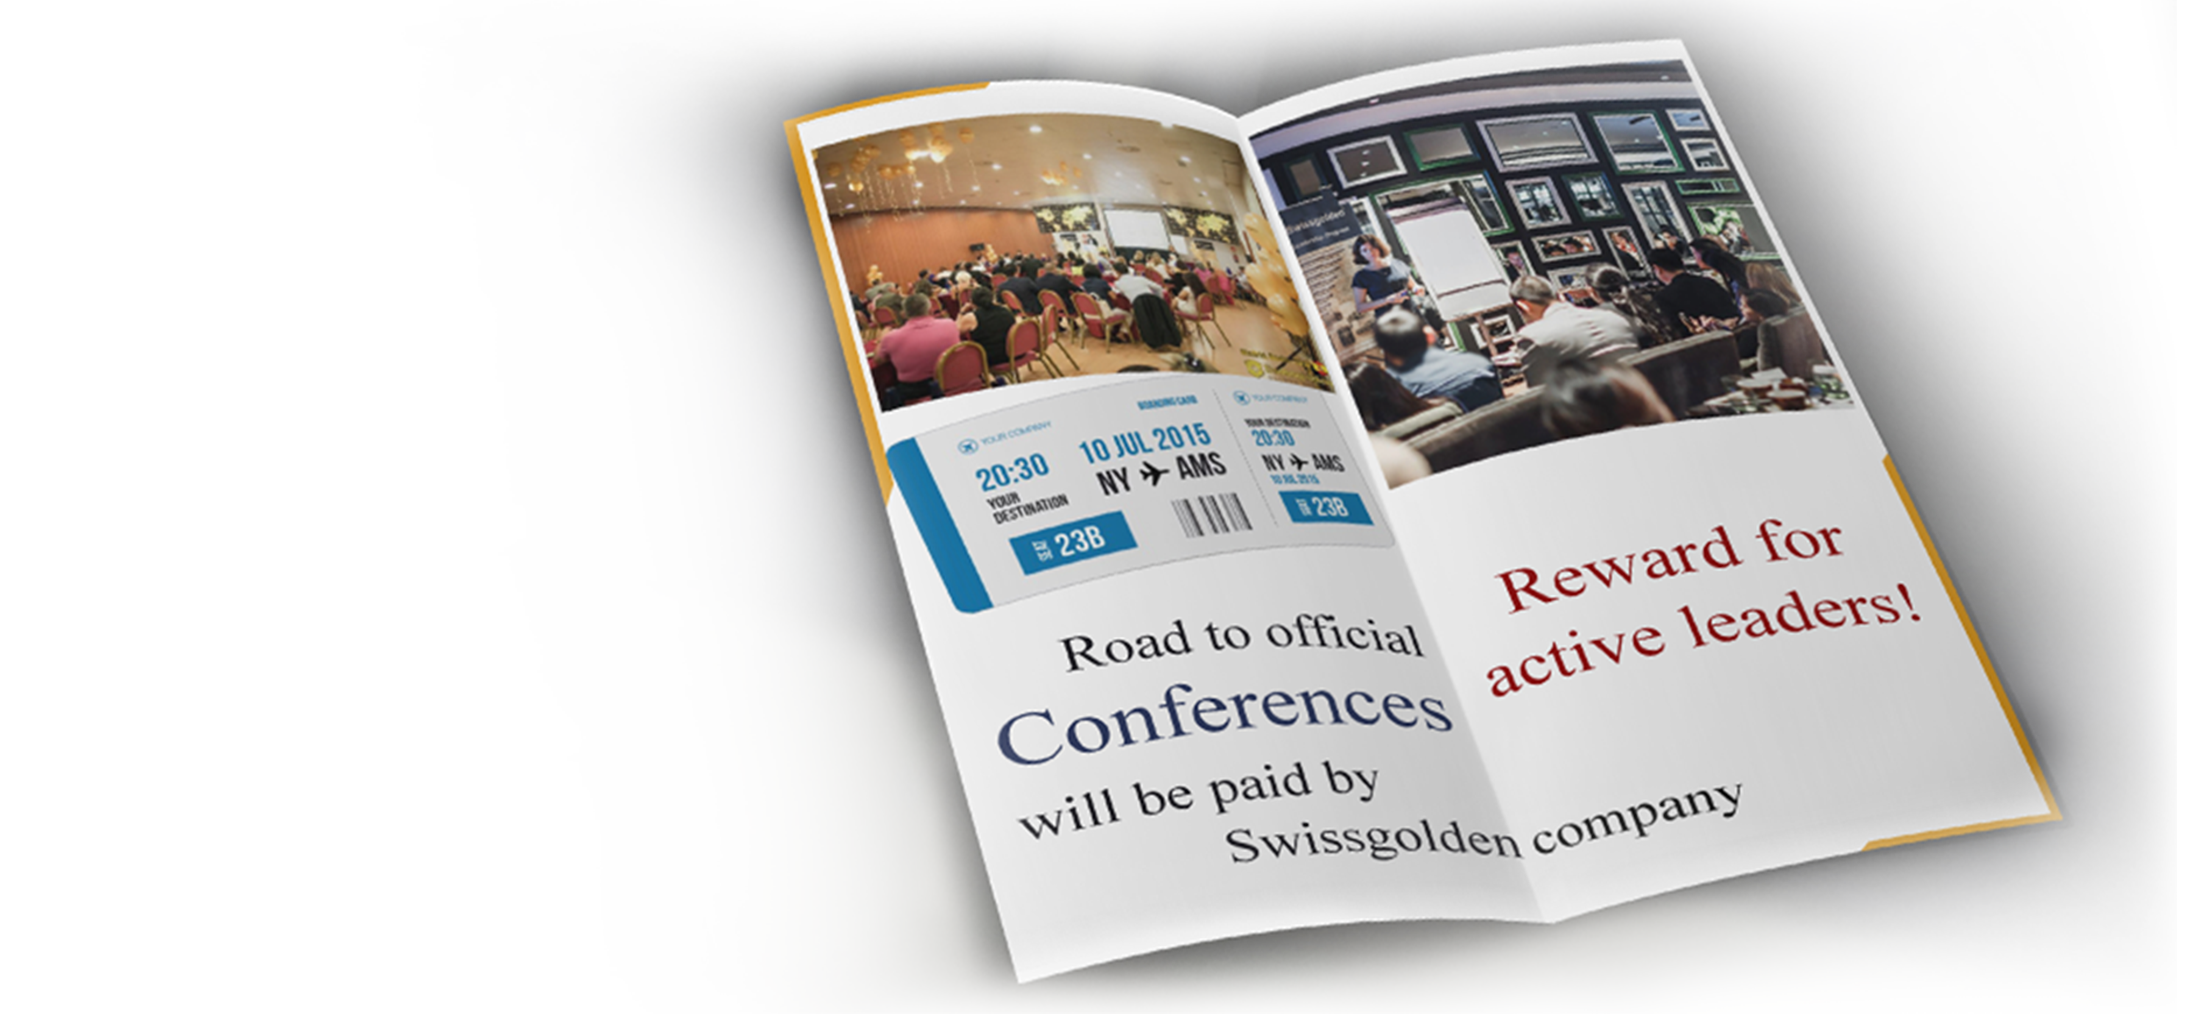 Swissgolden
YOUR COMPANY
BOARDING CARD
20:30
10 JUL 2015
YOUR
DESTINATION
NY AMS
23B
YOUR COMPANY
YOUR DESTINATION
20:30
NY AMS
10 JUL 2015
23B
Road to official
Conferences
will be paid by
Swissgolden company
Reward for
active leaders!